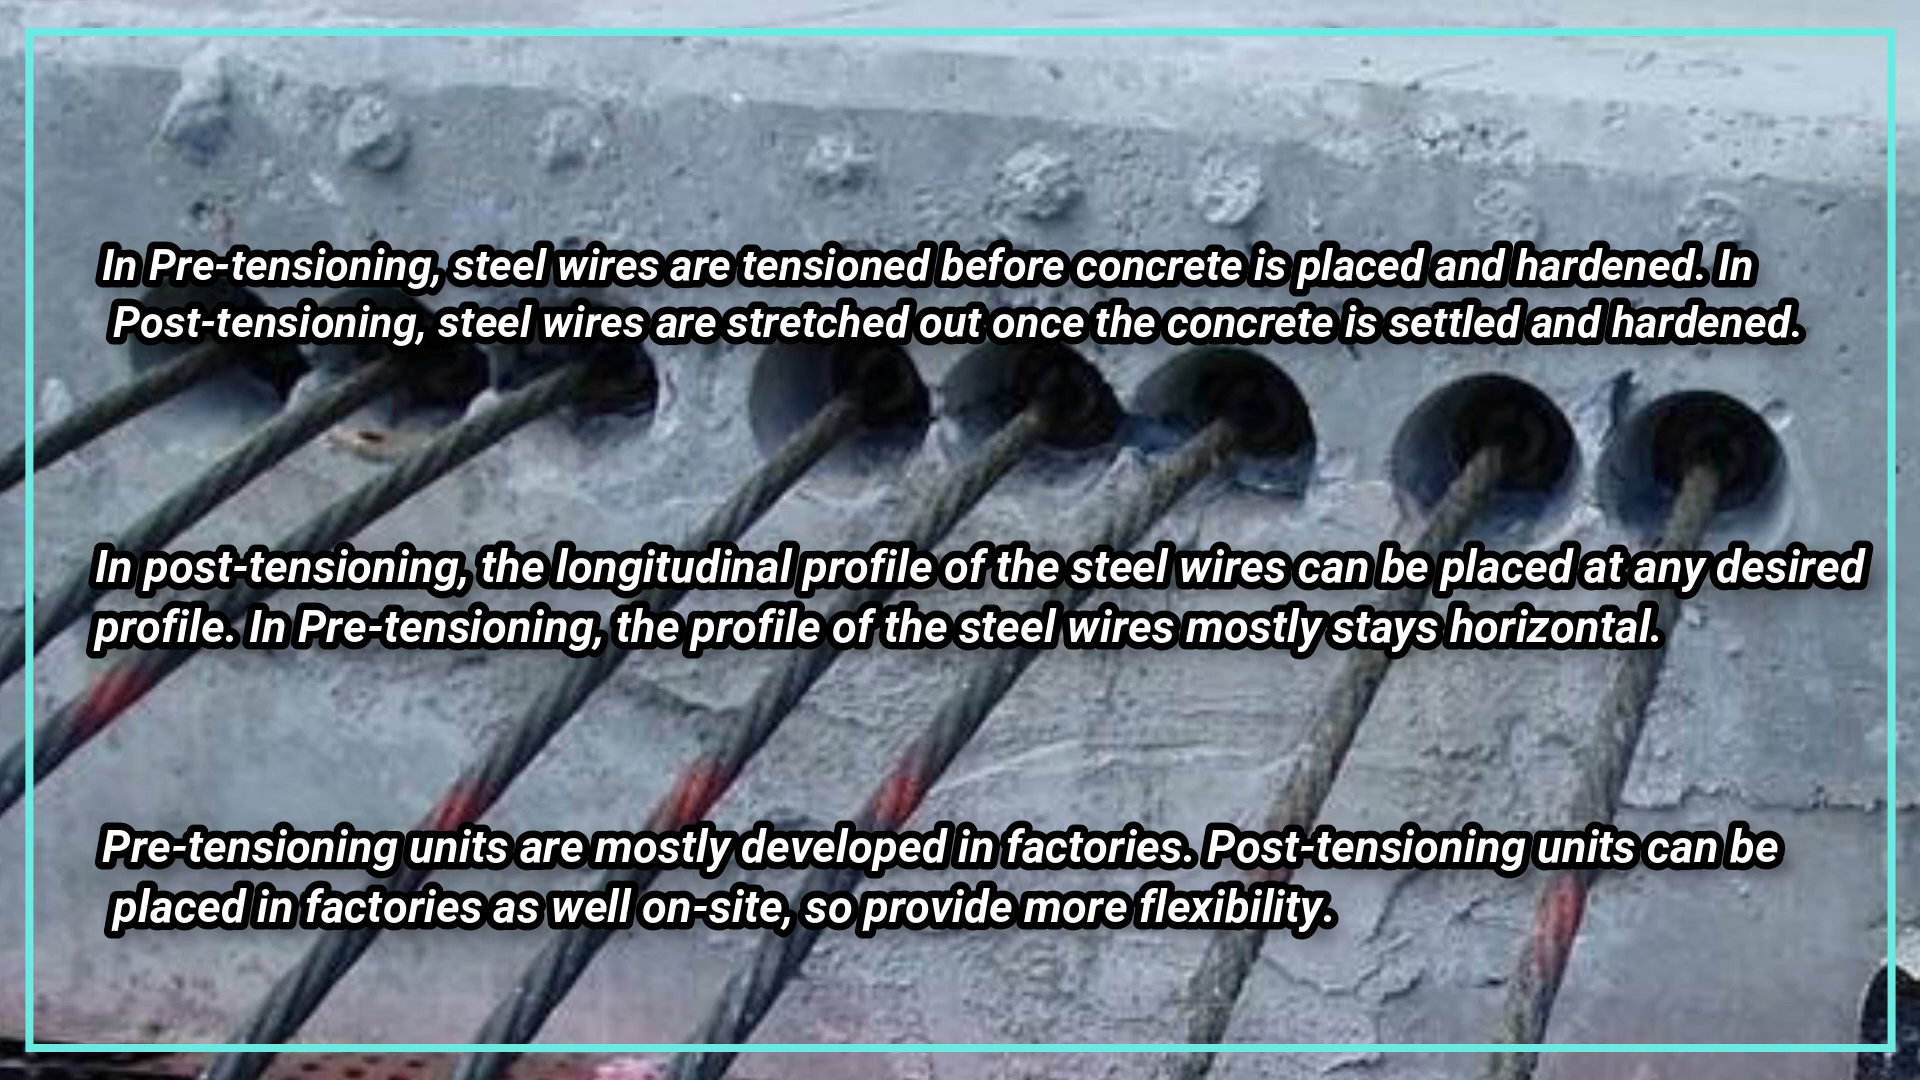 In Pre-tensioning, steel wires are tensioned before concrete is placed and hardened. In
Post-tensioning, steel wires are stretched out once the concrete is settled and hardened.
In post-tensioning, the longitudinal profile of the steel wires can be placed at any desired
profile. In Pre-tensioning, the profile of the steel wires mostly stays horizontal.
Pre-tensioning units are mostly developed in factories. Post-tensioning units can be
placed in factories as well on-site, so provide more flexibility.